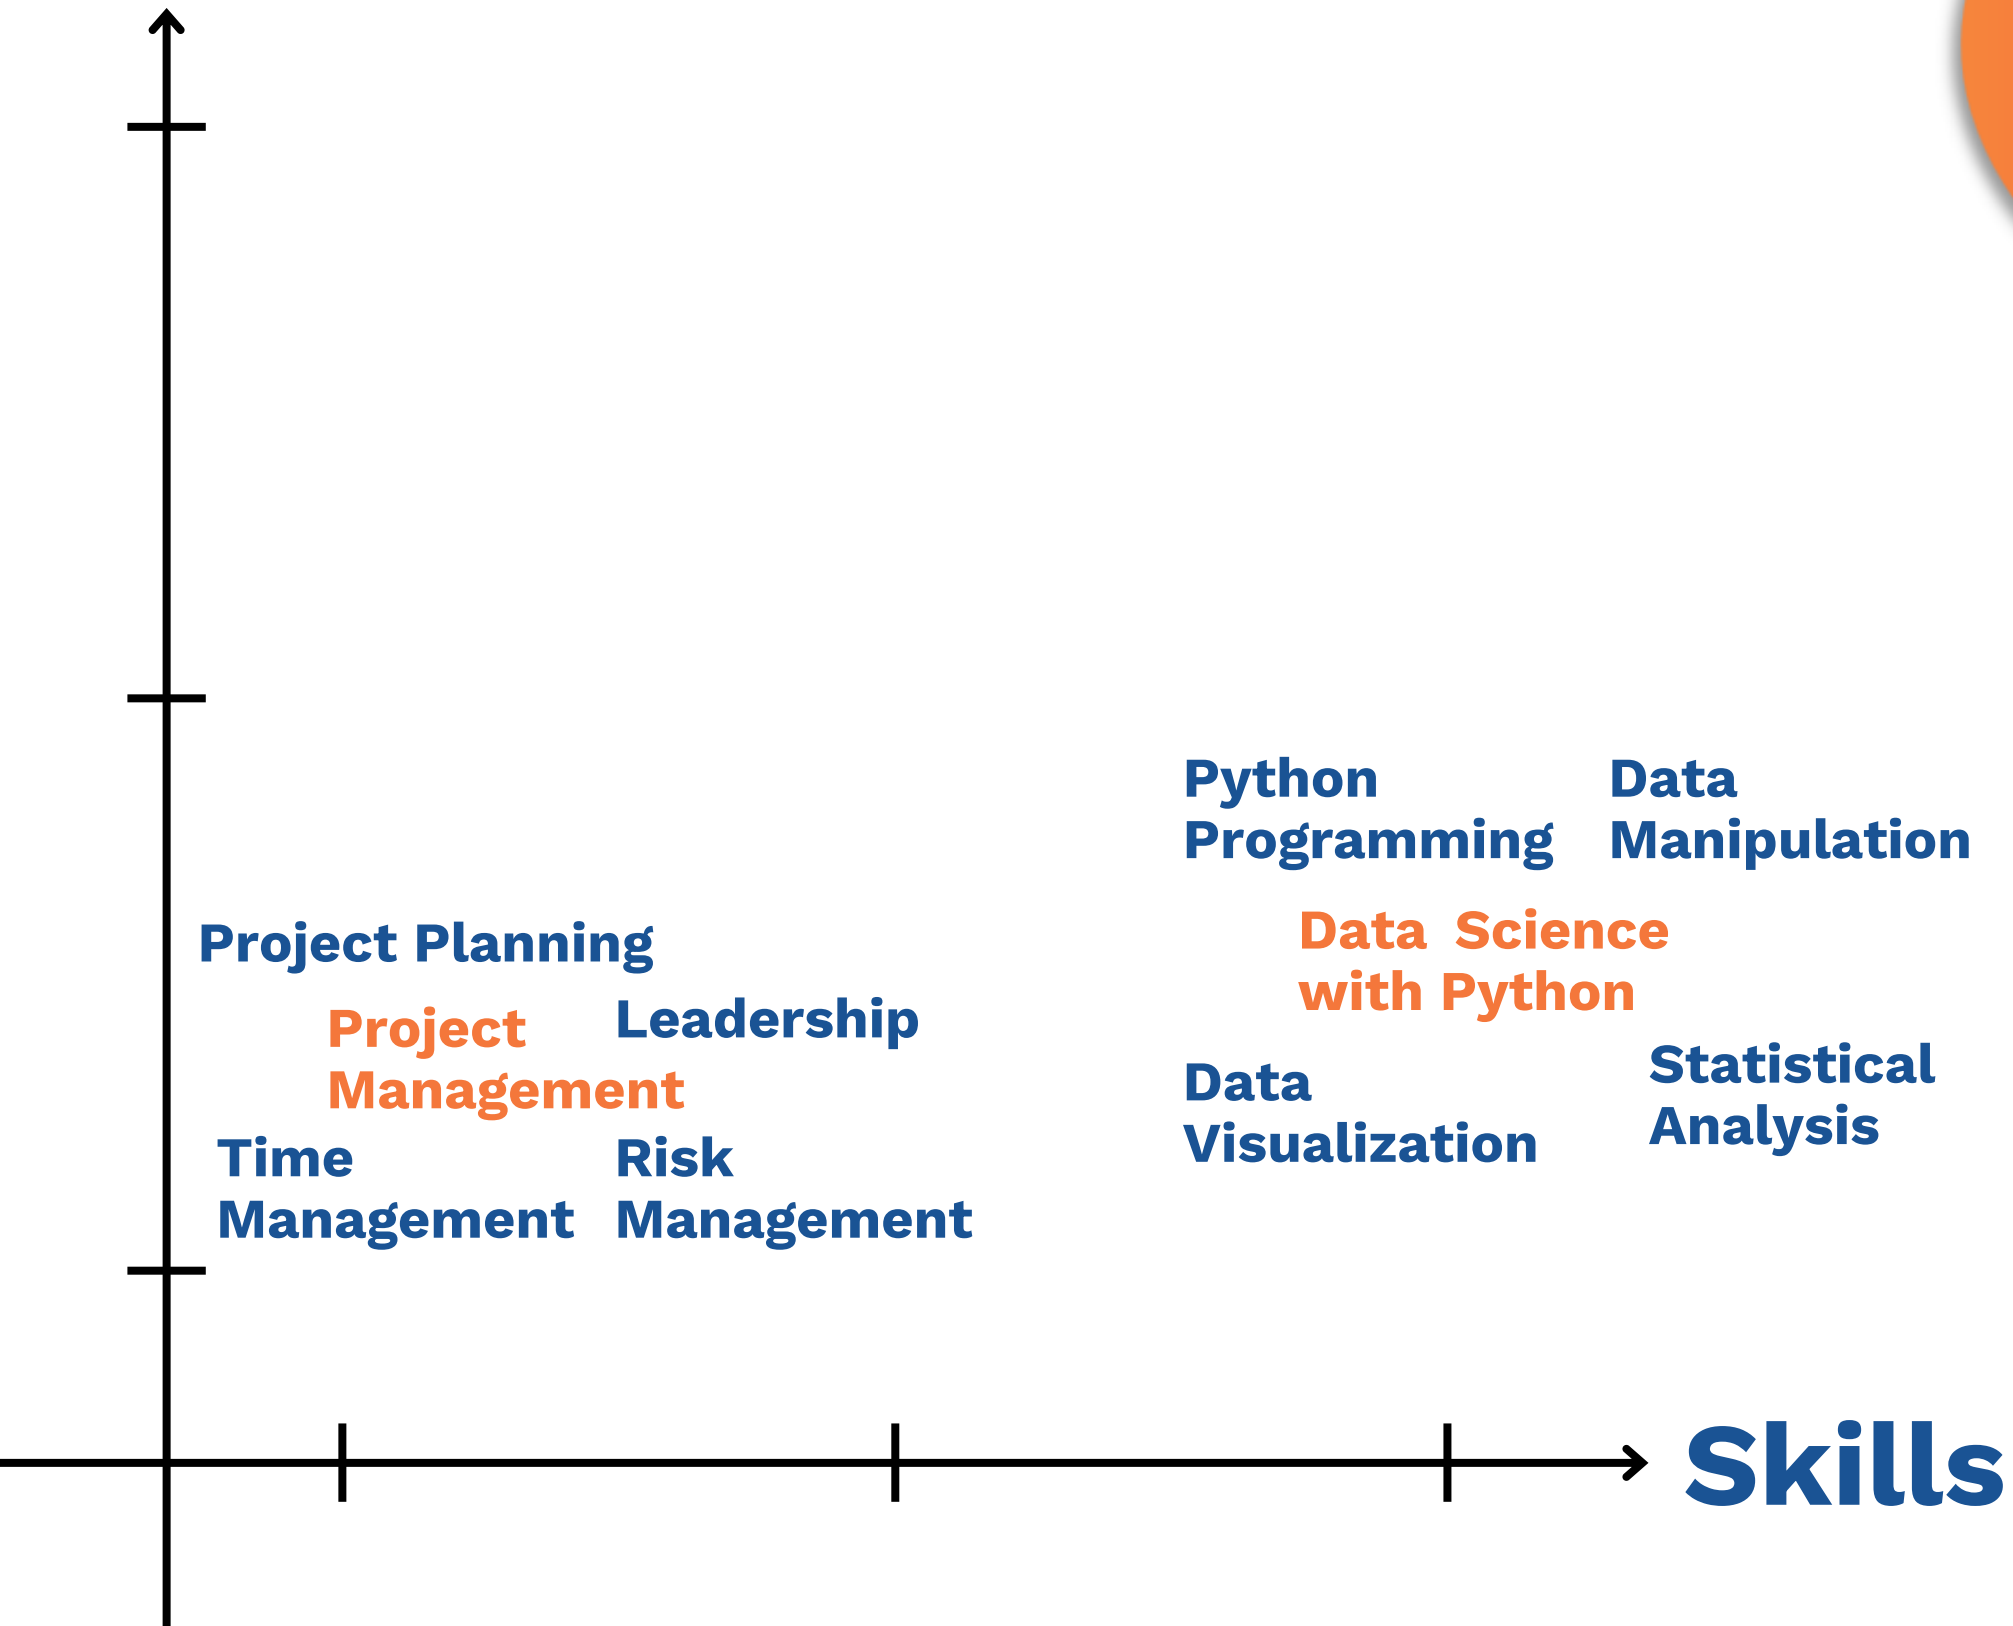 Python
Programming
Data
Manipulation
Project Planning
Data Science
with Python
Project
Management
Leadership
Data
Visualization
Statistical
Analysis
Time
Management
Risk
Management
Skills